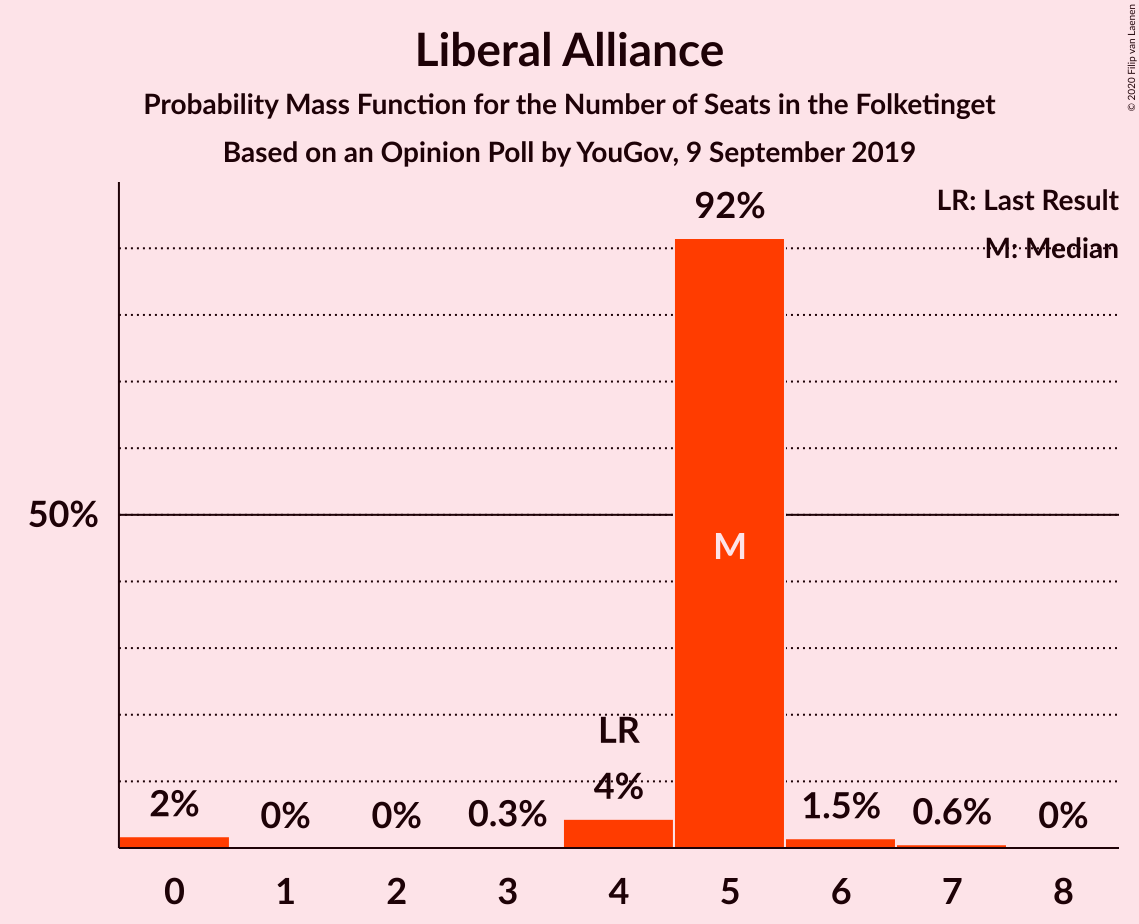 Liberal Alliance
Probability Mass Function for the Number of Seats in the Folketinget
Based on an Opinion Poll by YouGov, 9 September 2019
© 2020 Filip van Laenen
LR: Last Result
M: Median
92%
50%
M
LR
2%
0%
0%
0.3%
4%
1.5%
0.6%
0%
0 1 2 3 4 5 6 7 8